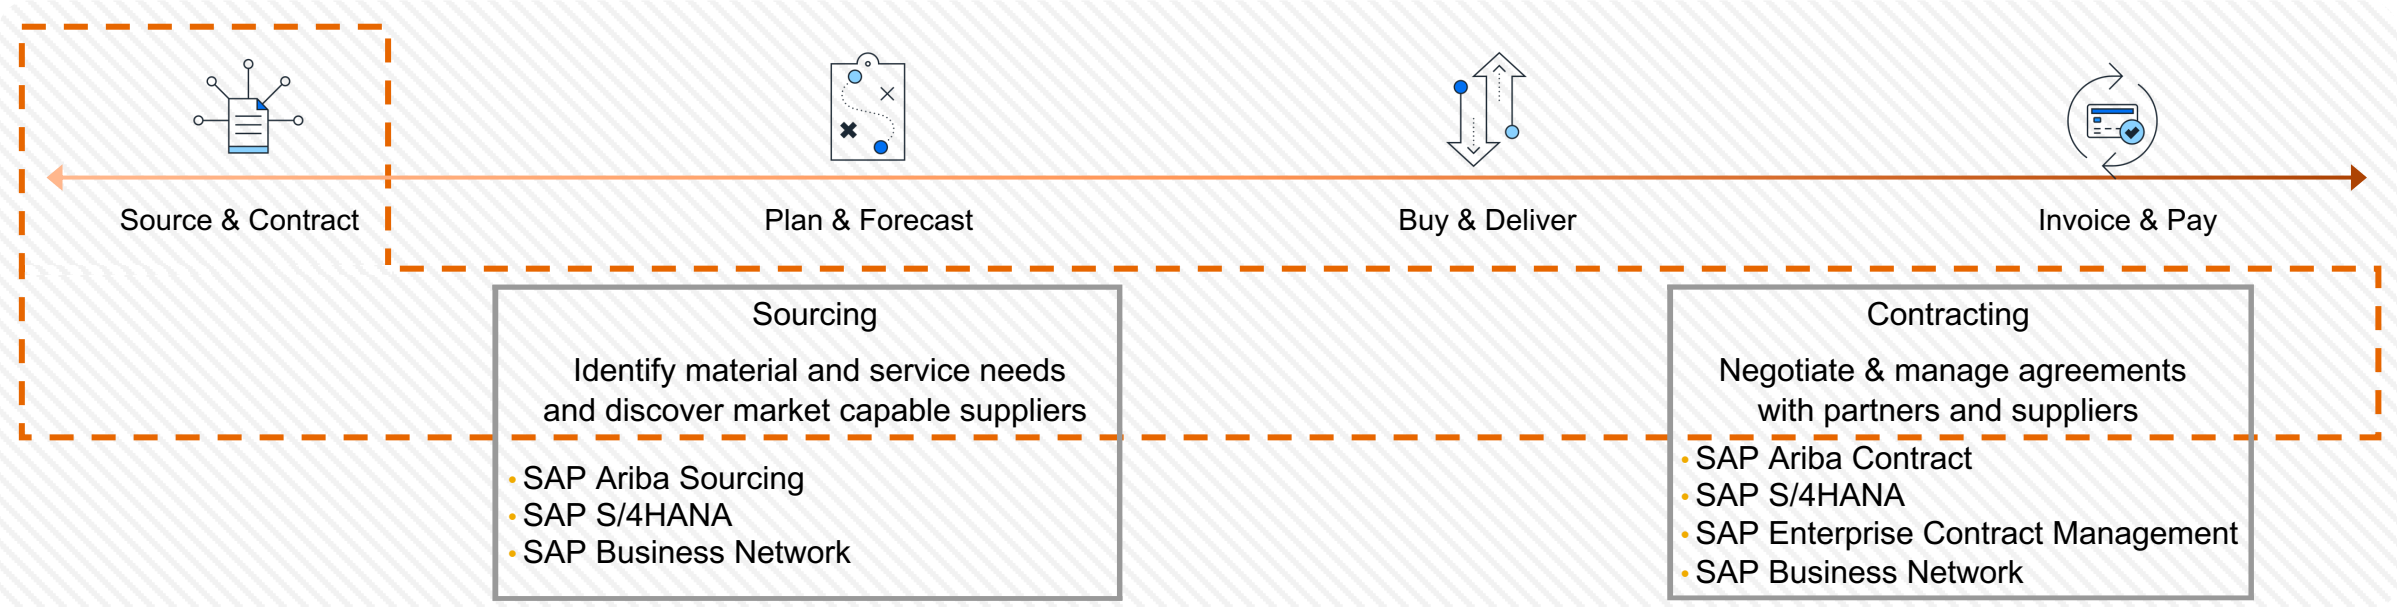 Source & Contract
Plan & Forecast
Buy & Deliver
Invoice & Pay
Sourcing
Identify material and service needs
and discover market capable suppliers
• SAP Ariba Sourcing
• SAP S/4HANA
• SAP Business Network
Contracting
Negotiate & manage agreements
with partners and suppliers
• SAP Ariba Contract
• SAP S/4HANA
• SAP Enterprise Contract Management
• SAP Business Network